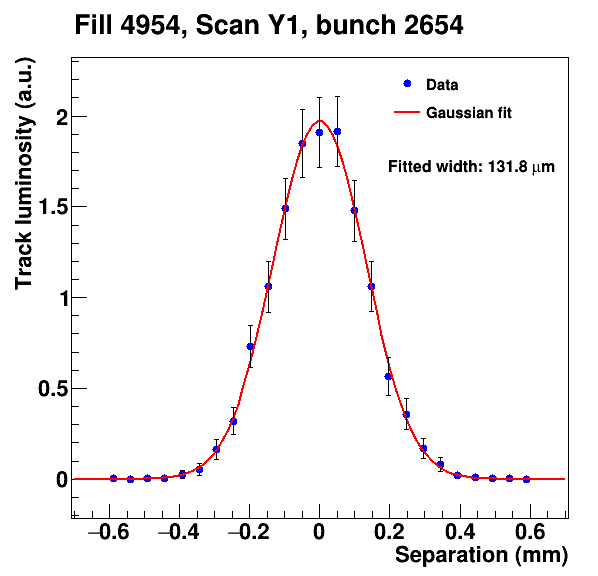 Fill 4954, Scan Y1, bunch 2654
Track luminosity (a.u.)
Data
Gaussian fit
Fitted width: 131.8 μm
2
1.5
1
0.5
0
−0.6 −0.4 −0.2 0 0.2 0.4 0.6
Separation (mm)